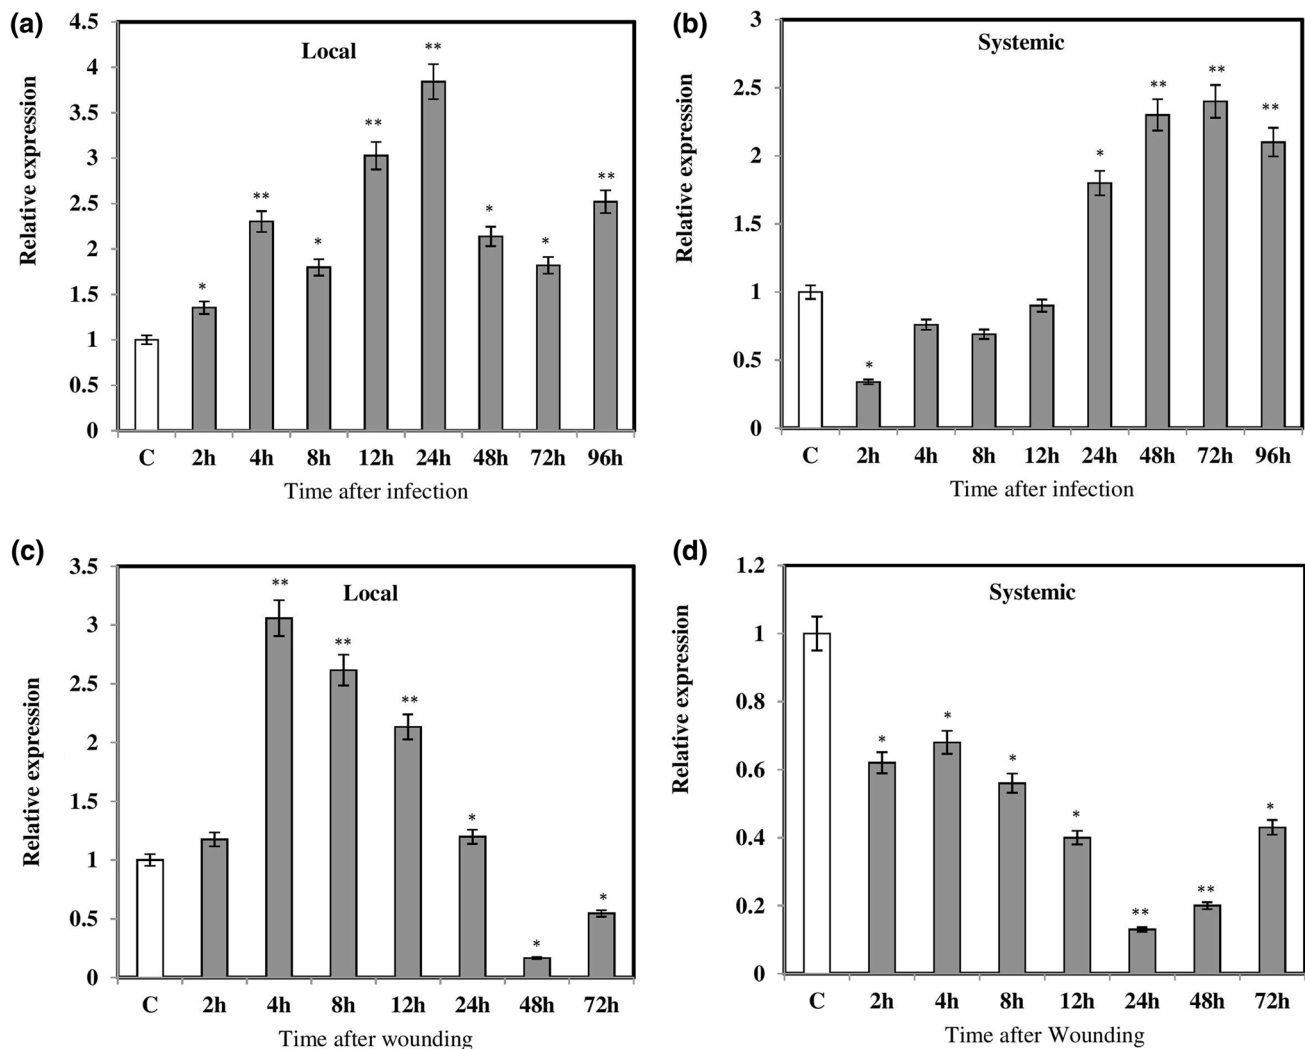 (a)
Local
Relative expression
4.5
4
3.5
3
2.5
2
1.5
1
0.5
0
*
**
*
**
**
*
*
**
C 2h 4h 8h 12h 24h 48h 72h 96h
Time after infection
(b)
Systemic
Relative expression
3
2.5
2
1.5
1
0.5
0
*
*
**
**
**
C 2h 4h 8h 12h 24h 48h 72h 96h
Time after infection
(c)
Local
Relative expression
3.5
3
2.5
2
1.5
1
0.5
0
**
**
**
*
*
*
C 2h 4h 8h 12h 24h 48h 72h
Time after wounding
(d)
Systemic
Relative expression
1.2
1
0.8
0.6
0.4
0.2
0
*
*
*
*
**
**
*
C 2h 4h 8h 12h 24h 48h 72h
Time after Wounding